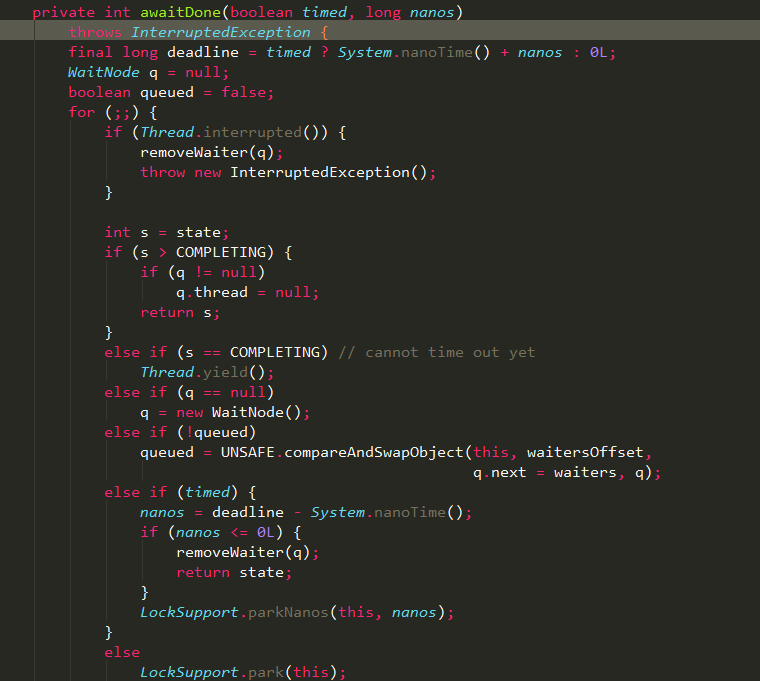 private int awaitDone(boolean timed, long nanos)
    throws InterruptedException {
    final long deadline = timed ? System.nanoTime() + nanos : 0L;
    WaitNode q = null;
    boolean queued = false;
    for (;;) {
        if (Thread.interrupted()) {
            removeWaiter(q);
            throw new InterruptedException();
        }

        int s = state;
        if (s > COMPLETING) {
            if (q != null)
                q.thread = null;
            return s;
        }
        else if (s == COMPLETING) // cannot time out yet
            Thread.yield();
        else if (q == null)
            q = new WaitNode();
        else if (!queued)
            queued = UNSAFE.compareAndSwapObject(this, waitersOffset,
                                                 q.next = waiters, q);
        else if (timed) {
            nanos = deadline - System.nanoTime();
            if (nanos <= 0L) {
                removeWaiter(q);
                return state;
            }
            LockSupport.parkNanos(this, nanos);
        }
        else
            LockSupport.park(this);